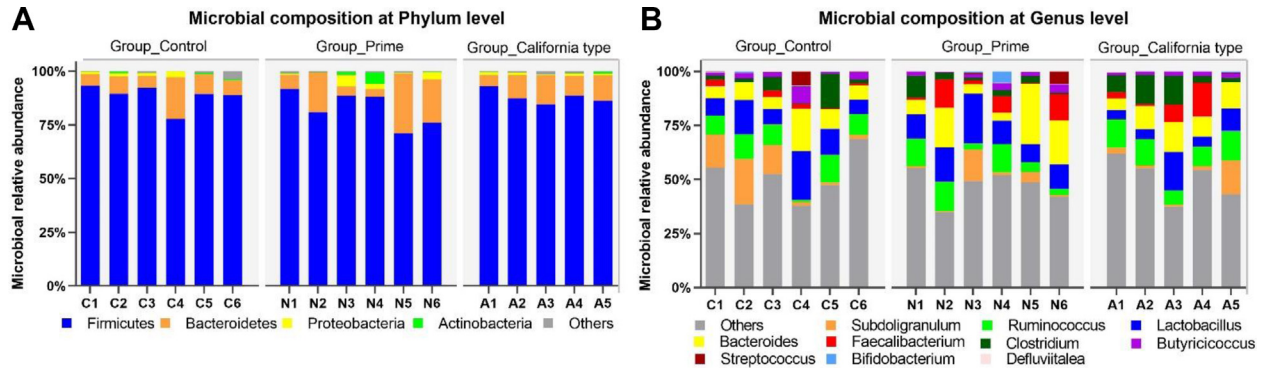 A
Microbial composition at Phylum level
Group_Control Group_Prime Group_California type
Microbial relative abundance
100%
75%
50%
25%
0%
C1 C2 C3 C4 C5 C6 N1 N2 N3 N4 N5 N6 A1 A2 A3 A4 A5
Firmicutes Bacteroidetes Proteobacteria Actinobacteria Others
B
Microbial composition at Genus level
Group_Control Group_Prime Group_California type
Microbioal relative abundance
100%
75%
50%
25%
0%
C1 C2 C3 C4 C5 C6 N1 N2 N3 N4 N5 N6 A1 A2 A3 A4 A5
Others Subdoligranulum Ruminococcus Lactobacillus
Bacteroides Faecalibacterium Clostridium Butyricicoccus
Streptococcus Bifidobacterium Defluviitalea